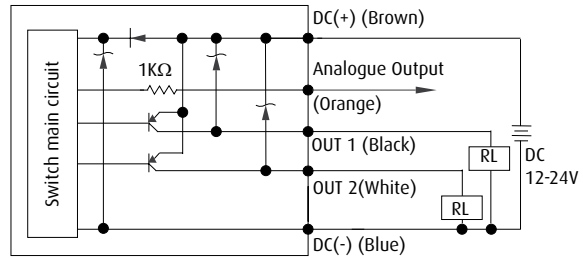 DC(+) (Brown)
1KΩ
Analogue Output
(Orange)
Switch main circuit
OUT 1 (Black)
RL
DC
12-24V
OUT 2(White)
RL
DC(-) (Blue)